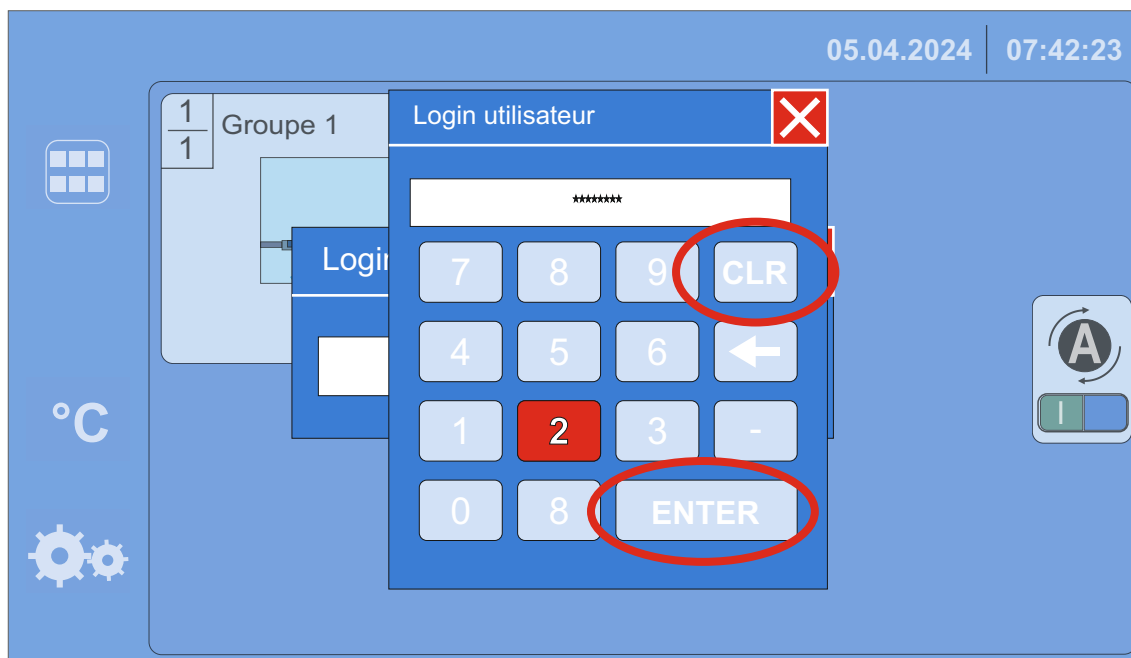 05.04.2024 07:42:23
1
1
Groupe 1
Login utilisateur
********
Login
7 8 9 CLR
4 5 6
1 2 3 -
0 8 ENTER
°C
A
I